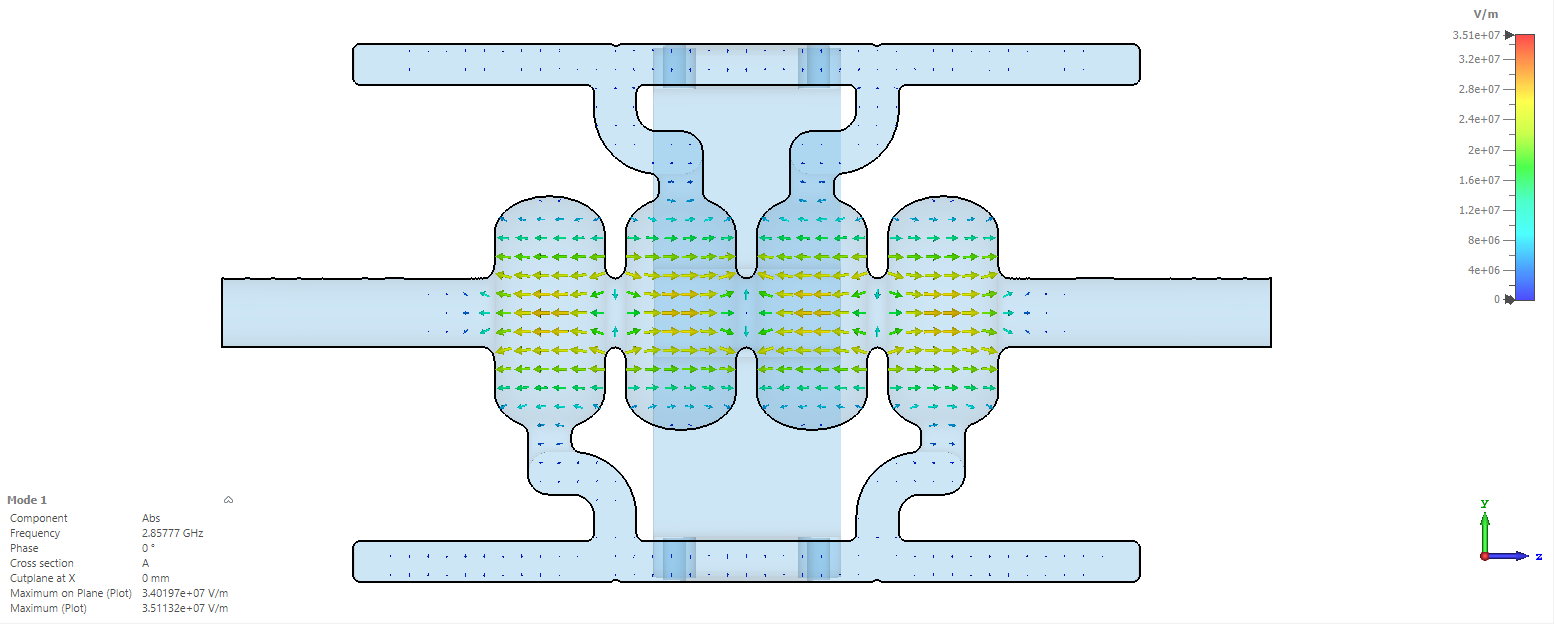 V/m
3.51e+07
3.2e+07
2.8e+07
2.4e+07
2e+07
1.6e+07
1.2e+07
8e+06
4e+06
0
Mode 1
Component Abs
Frequency 2.85777 GHz
Phase 0 °
Cross section A
Cutplane at X 0 mm
Maximum on Plane (Plot) 3.40197e+07 V/m
Maximum (Plot) 3.51132e+07 V/m
Y
z